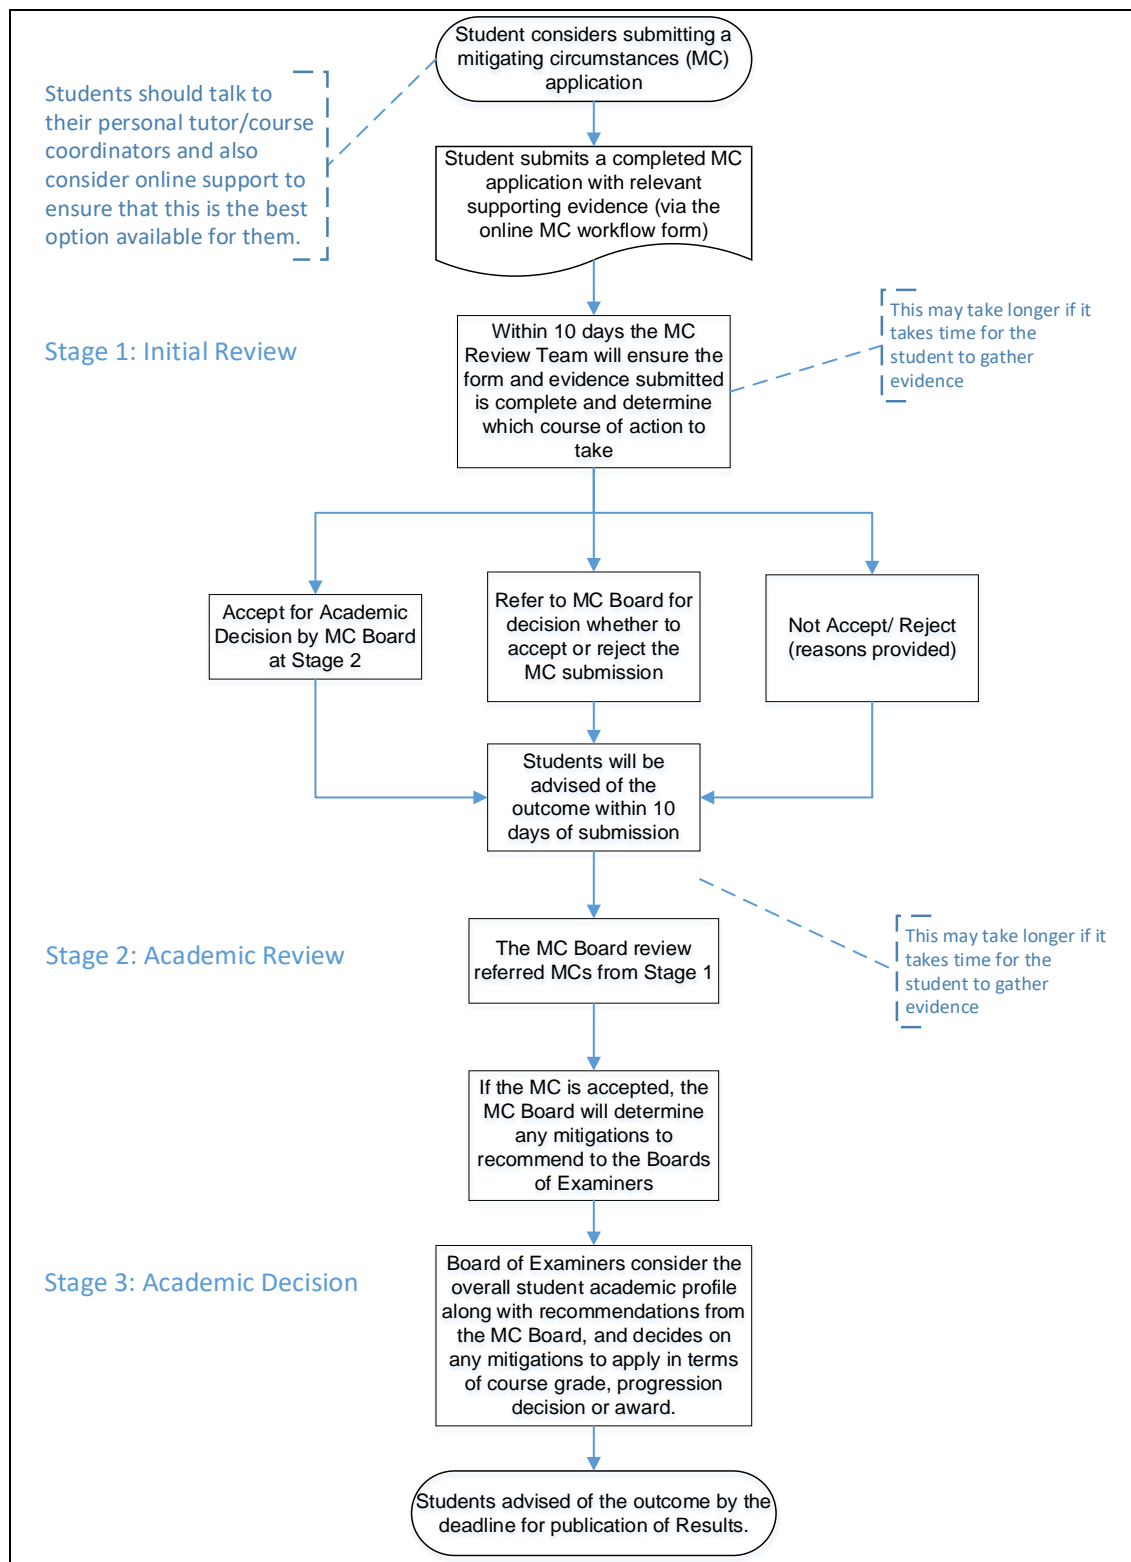 Student considers submitting a
mitigating circumstances (MC)
application
Students should talk to
their personal tutor/course
coordinators and also
consider online support to
ensure that this is the best
option available for them.
Student submits a completed MC
application with relevant
supporting evidence (via the
online MC workflow form)
Stage 1: Initial Review
Within 10 days the MC
Review Team will ensure the
form and evidence submitted
is complete and determine
which course of action to
take
This may take longer if it
takes time for the
student to gather
evidence
Accept for Academic
Decision by MC Board
at Stage 2
Refer to MC Board for
decision whether to
accept or reject the
MC submission
Not Accept/ Reject
(reasons provided)
Students will be
advised of the
outcome within 10
days of submission
Stage 2: Academic Review
The MC Board review
referred MCs from Stage 1
This may take longer if it
takes time for the
student to gather
evidence
If the MC is accepted, the
MC Board will determine
any mitigations to
recommend to the Boards
of Examiners
Stage 3: Academic Decision
Board of Examiners consider the
overall student academic profile
along with recommendations from
the MC Board, and decides on
any mitigations to apply in terms
of course grade, progression
decision or award.
Students advised of the outcome by the
deadline for publication of Results.